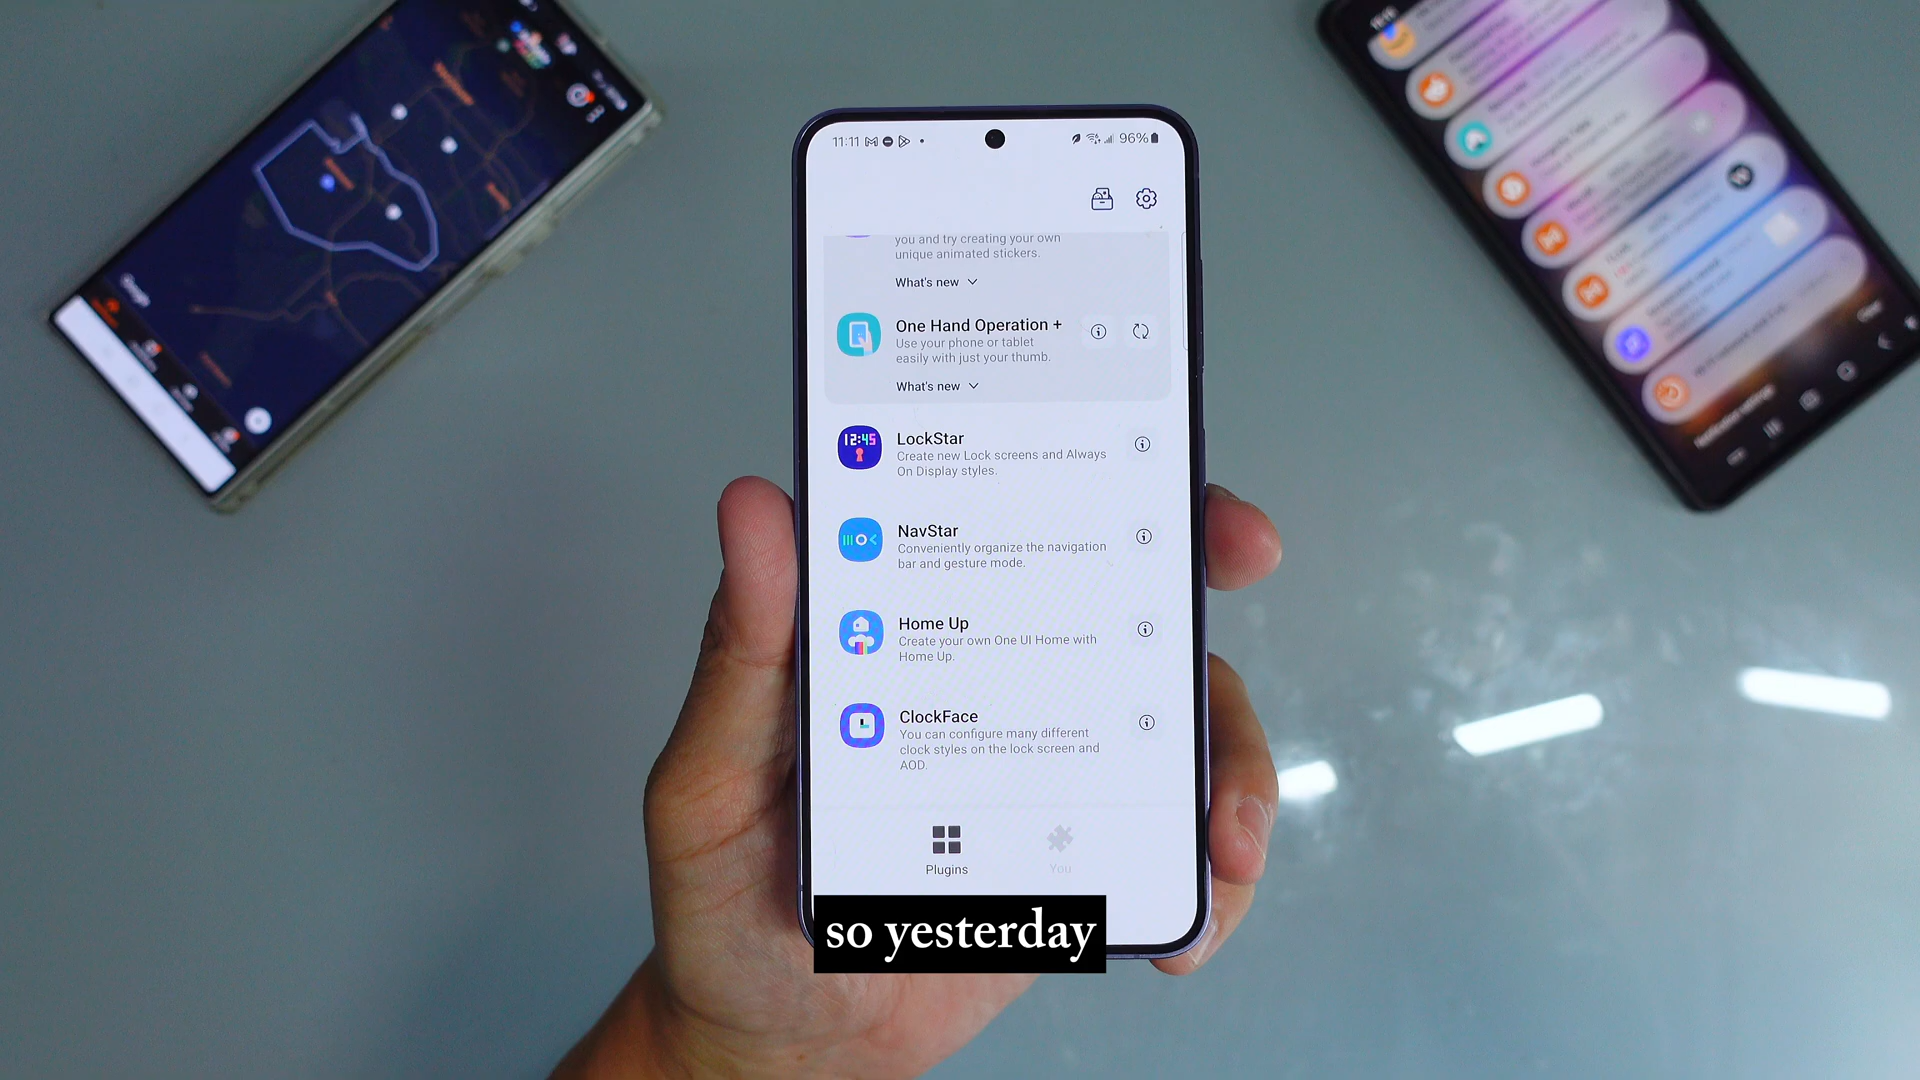 11:11
96%
you and try creating your own
unique animated stickers.
What's new
One Hand Operation +
Use your phone or tablet
easily with just your thumb.
What's new
12:45
LockStar
Create new Lock screens and Always
On Display styles.
NavStar
Conveniently organize the navigation
bar and gesture mode.
Home Up
Create your own One UI Home with
Home Up.
ClockFace
You can configure many different
clock styles on the lock screen and
AOD.
Plugins
You
so yesterday
Google